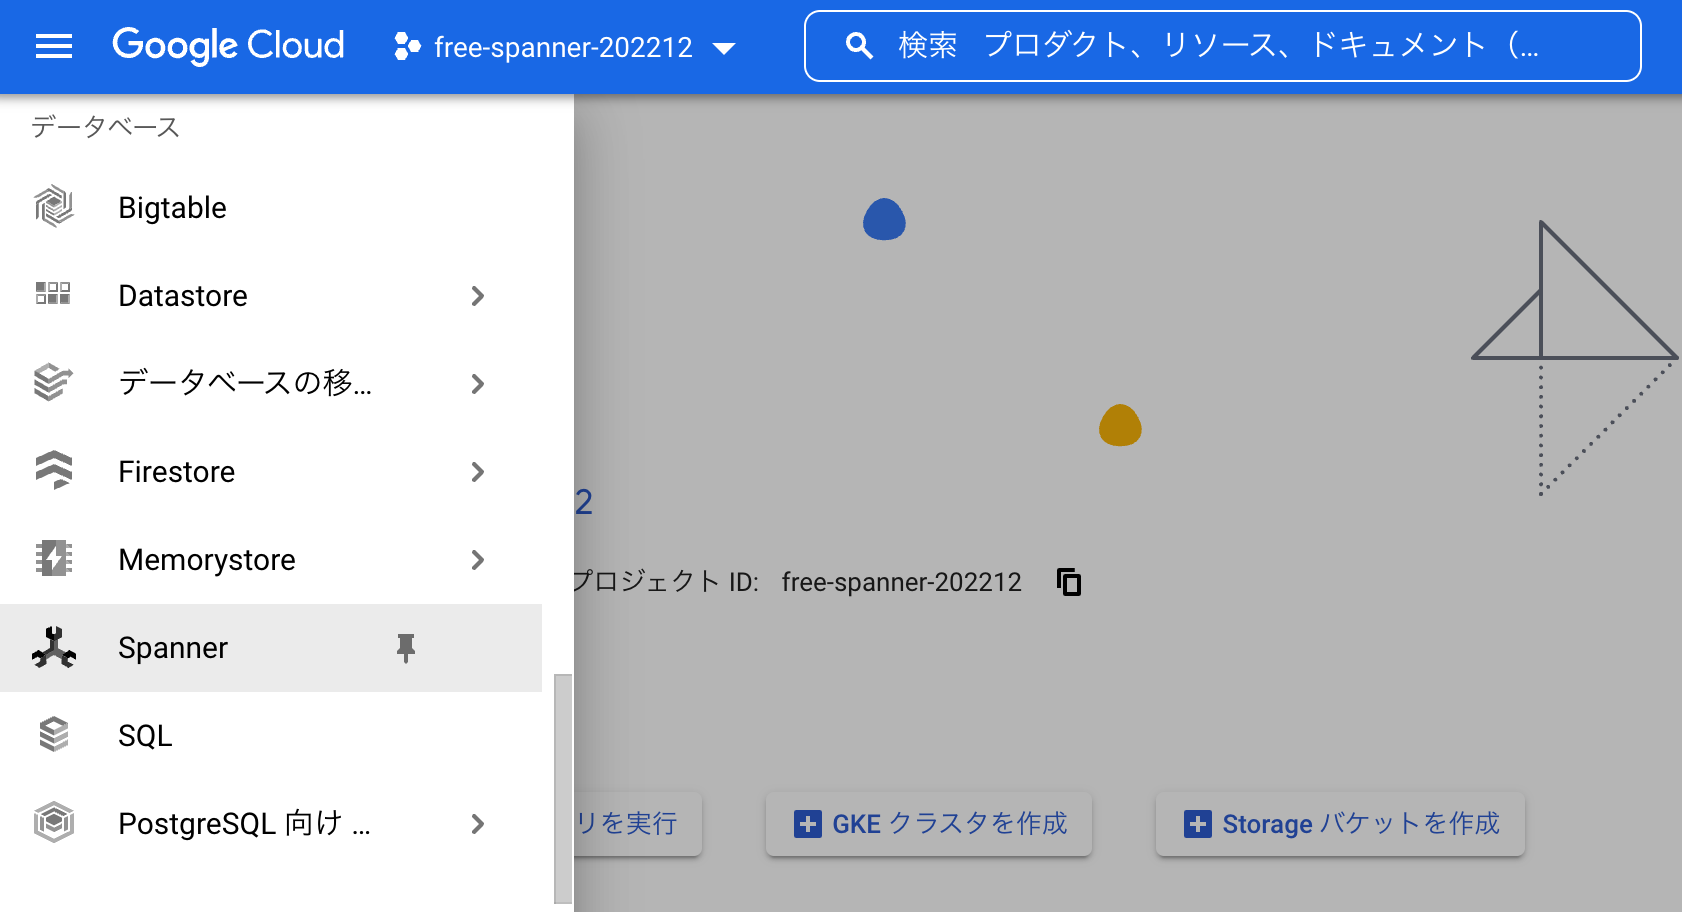 Google Cloud
free-spanner-202212
検索 プロダクト、リソース、ドキュメント（...
データベース
Bigtable
Datastore
データベースの移...
Firestore
Memorystore
Spanner
SQL
PostgreSQL 向け ...
2
プロジェクト ID: free-spanner-202212
リを実行
GKE クラスタを作成
Storage バケットを作成